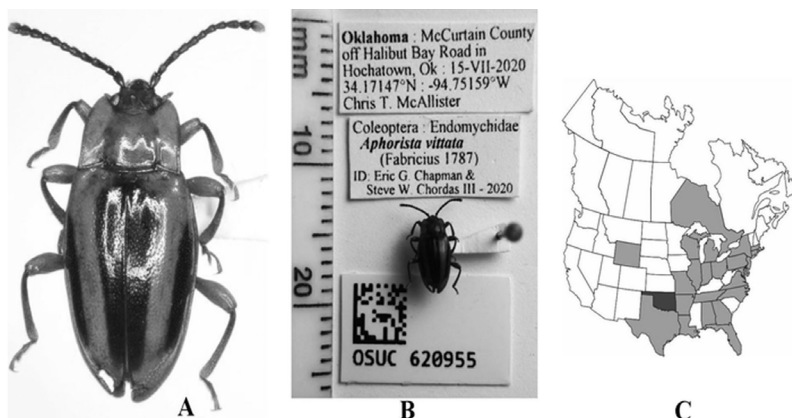 mm
10
20
Oklahoma : McCurtain County
off Halibut Bay Road in
Hochatown, Ok : 15-VII-2020
34.17147°N : -94.75159°W
Chris T. McAllister
Coleoptera : Endomychidae
Aphorista vittata
(Fabricius 1787)
ID: Eric G. Chapman &
Steve W. Chordas III - 2020
OSUC 620955
A
B
C